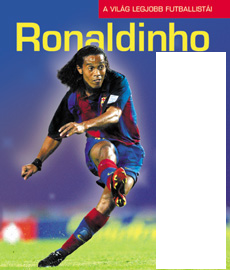 A VILÁG LEGJOBB FUTBALLISTÁI
Ronaldinho